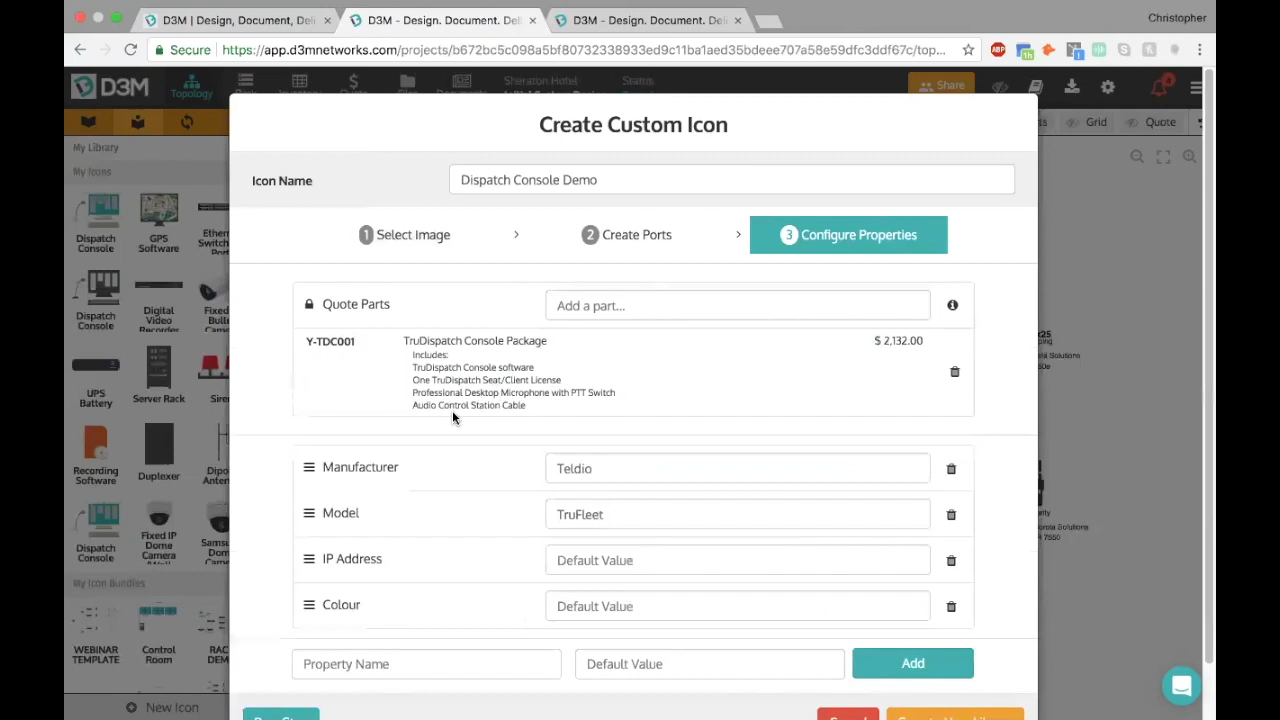 D3M | Design, Document, Deli
D3M - Design. Document. Del
D3M - Design. Document. Del
Christopher
Secure
https://app.d3mnetworks.com/projects/b672bc5c098a5bf80732338933ed9c11ba1aed35bdeee707a58e59dfc3ddf67c/top...
D3M
Topology
Sheraton Hotel
Status
Share
Grid
Quote
My Library
My Icons
Dispatch Console
GPS Software
Dispatch Console
Digital Video Recorder
UPS Battery
Server Rack
Recording Software
Duplexer
Dispatch Console
Fixed IP Dome Camera
My Icon Bundles
WEBINAR TEMPLATE
Control Room
New Icon
Create Custom Icon
Icon Name
Dispatch Console Demo
1 Select Image
2 Create Ports
3 Configure Properties
Quote Parts
Add a part...
Y-TDC001
TruDispatch Console Package
$ 2,132.00
Includes:
TruDispatch Console software
One TruDispatch Seat/Client License
Professional Desktop Microphone with PTT Switch
Audio Control Station Cable
Manufacturer
Teldio
Model
TruFleet
IP Address
Default Value
Colour
Default Value
Property Name
Default Value
Add